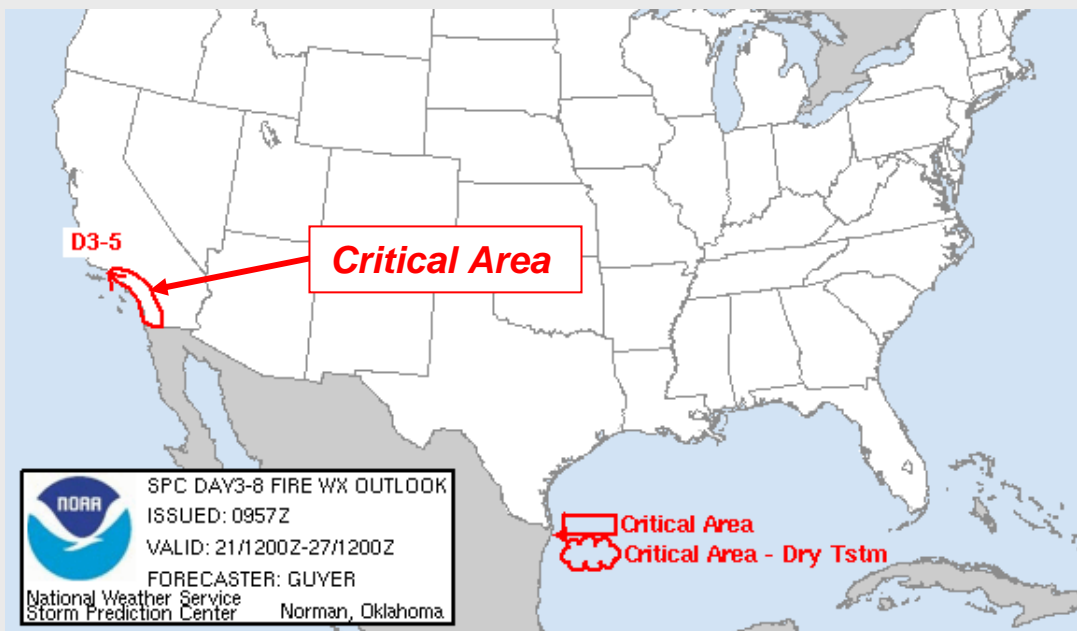 D3-5
Critical Area
NOAA
SPC DAY3-8 FIRE WX OUTLOOK
ISSUED: 0957Z
VALID: 21/1200Z-27/1200Z
FORECASTER: GUYER
National Weather Service
Storm Prediction Center Norman, Oklahoma
Critical Area
Critical Area - Dry Tstm